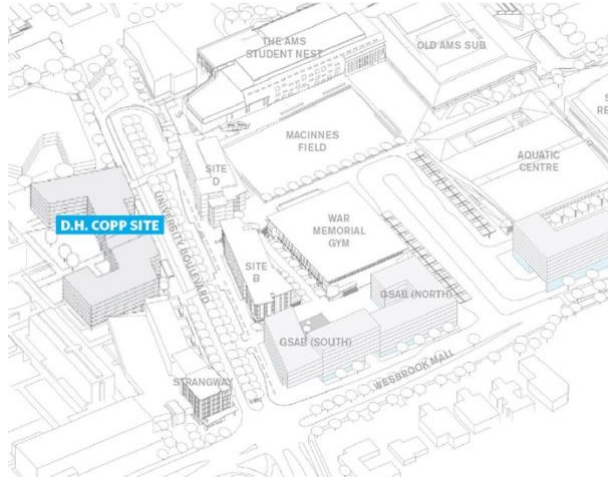 THE AMS
STUDENT NEST
OLD AMS SUB
MACINNES
FIELD
AQUATIC
CENTRE
SITE
D
D.H. COPP SITE
UNIVERSITY BOULEVARD
WAR
MEMORIAL
GYM
SITE
B
GSAB (NORTH)
GSAB (SOUTH)
WESBROOK MALL
STRANGWAY